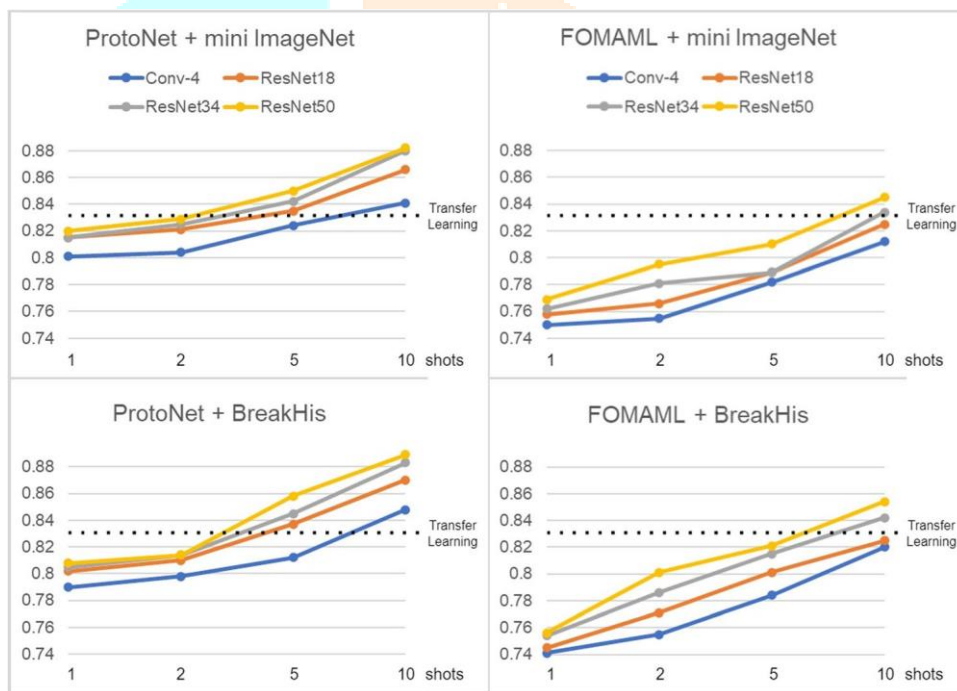 ProtoNet + mini ImageNet
Conv-4 ResNet18
ResNet34 ResNet50
0.88
0.86
0.84
0.82
0.8
0.78
0.76
0.74
Transfer
Learning
1 2 5 10 shots
FOMAML + mini ImageNet
Conv-4 ResNet18
ResNet34 ResNet50
0.88
0.86
0.84
0.82
0.8
0.78
0.76
0.74
Transfer
Learning
1 2 5 10 shots
ProtoNet + BreakHis
0.88
0.86
0.84
0.82
0.8
0.78
0.76
0.74
Transfer
Learning
1 2 5 10 shots
FOMAML + BreakHis
0.88
0.86
0.84
0.82
0.8
0.78
0.76
0.74
Transfer
Learning
1 2 5 10 shots